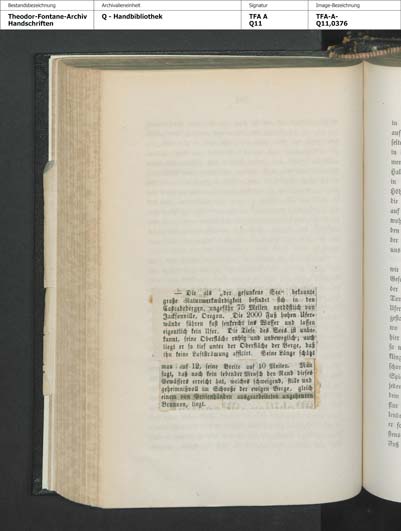 Bestandsbezeichnung
Archivalieneinheit
Signatur
Image-Bezeichnung
Theodor-Fontane-Archiv
Handschriften
Q - Handbibliothek
TFA A
Q11
TFA-A-
Q11,0376
— Die als „der gesunkene See“ bekannte
große Naturmerkwürdigkeit befindet sich in den
Cascadebergen, ungefähr 75 Meilen nordöstlich von
Jacksonville, Oregon. Die 2000 Fuß hohen Ufer-
wände führen fast senkrecht ins Wasser und lassen
eigentlich kein Ufer. Die Tiefe des Sees ist unbe-
kannt, seine Oberfläche ruhig und unbeweglich; auch
liegt er so tief unter der Oberfläche der Berge, daß
ihn keine Luftströmung afficirt. Seine Länge schätzt
man auf 12, seine Breite auf 10 Meilen. Man
sagt, daß noch kein lebender Mensch den Rand dieses
Gewässers erreicht hat, welches schweigend, still und
geheimnißvoll im Schooße der ewigen Berge, gleich
einem von Riesenhänden ausgearbeiteten ungeheuren
Brunnen, liegt.